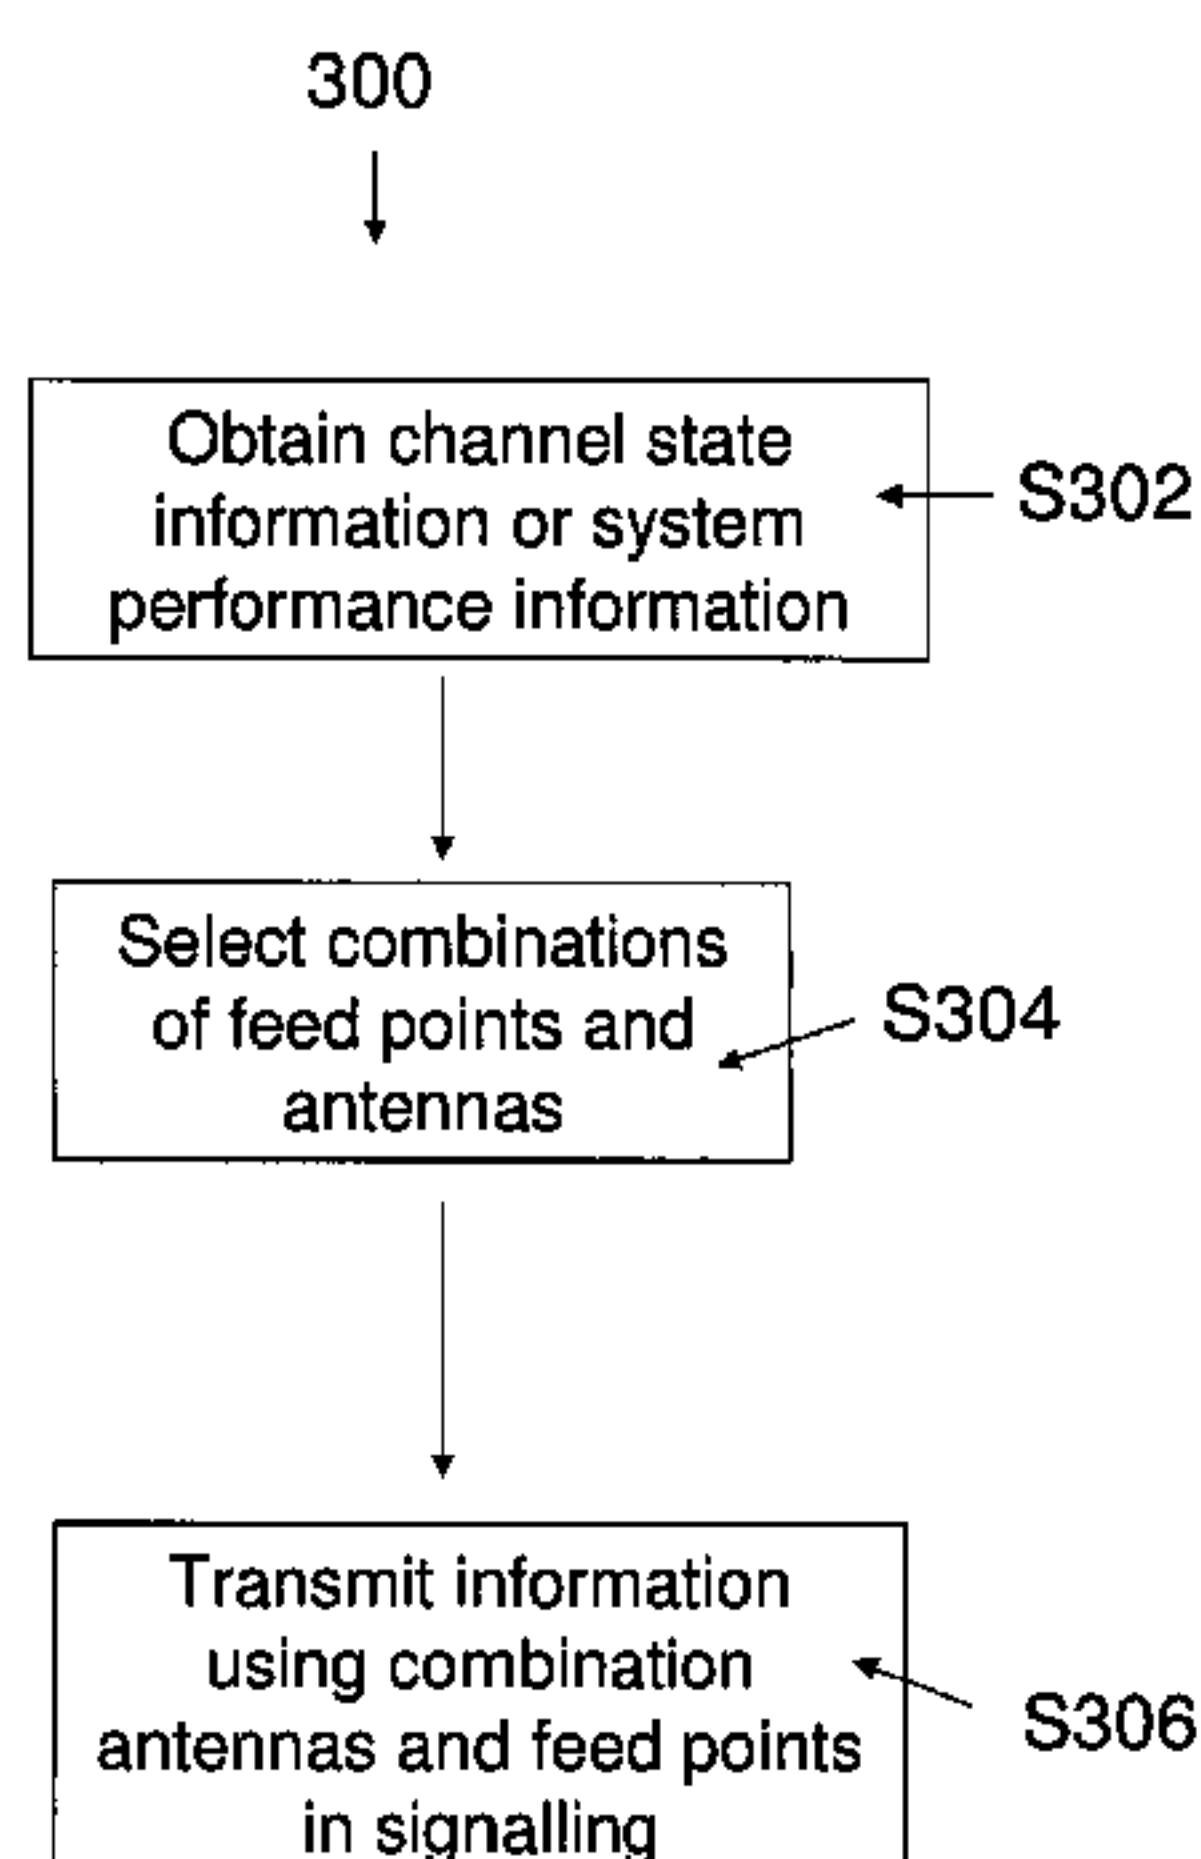 300
Obtain channel state
information or system
performance information
S302
Select combinations
of feed points and
antennas
S304
Transmit information
using combination
antennas and feed points
in signalling
S306